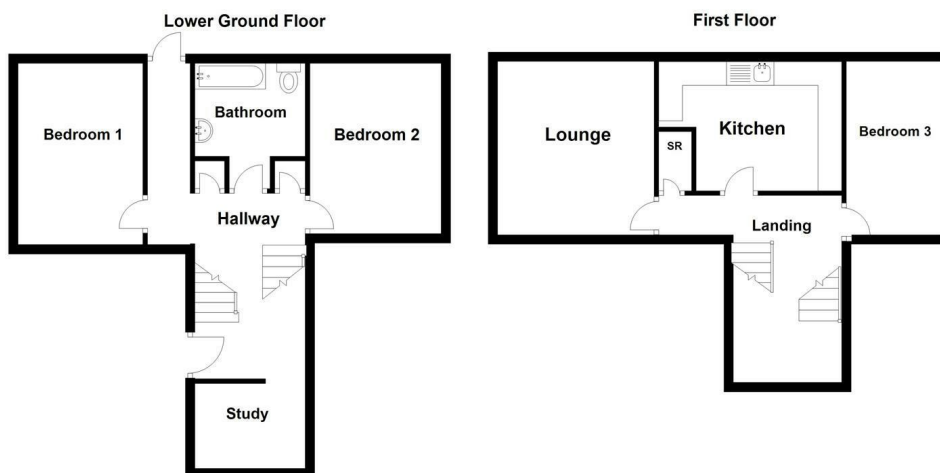 Lower Ground Floor
First Floor
Bedroom 1
Bathroom
Bedroom 2
Hallway
Study
Lounge
Kitchen
SR
Bedroom 3
Landing